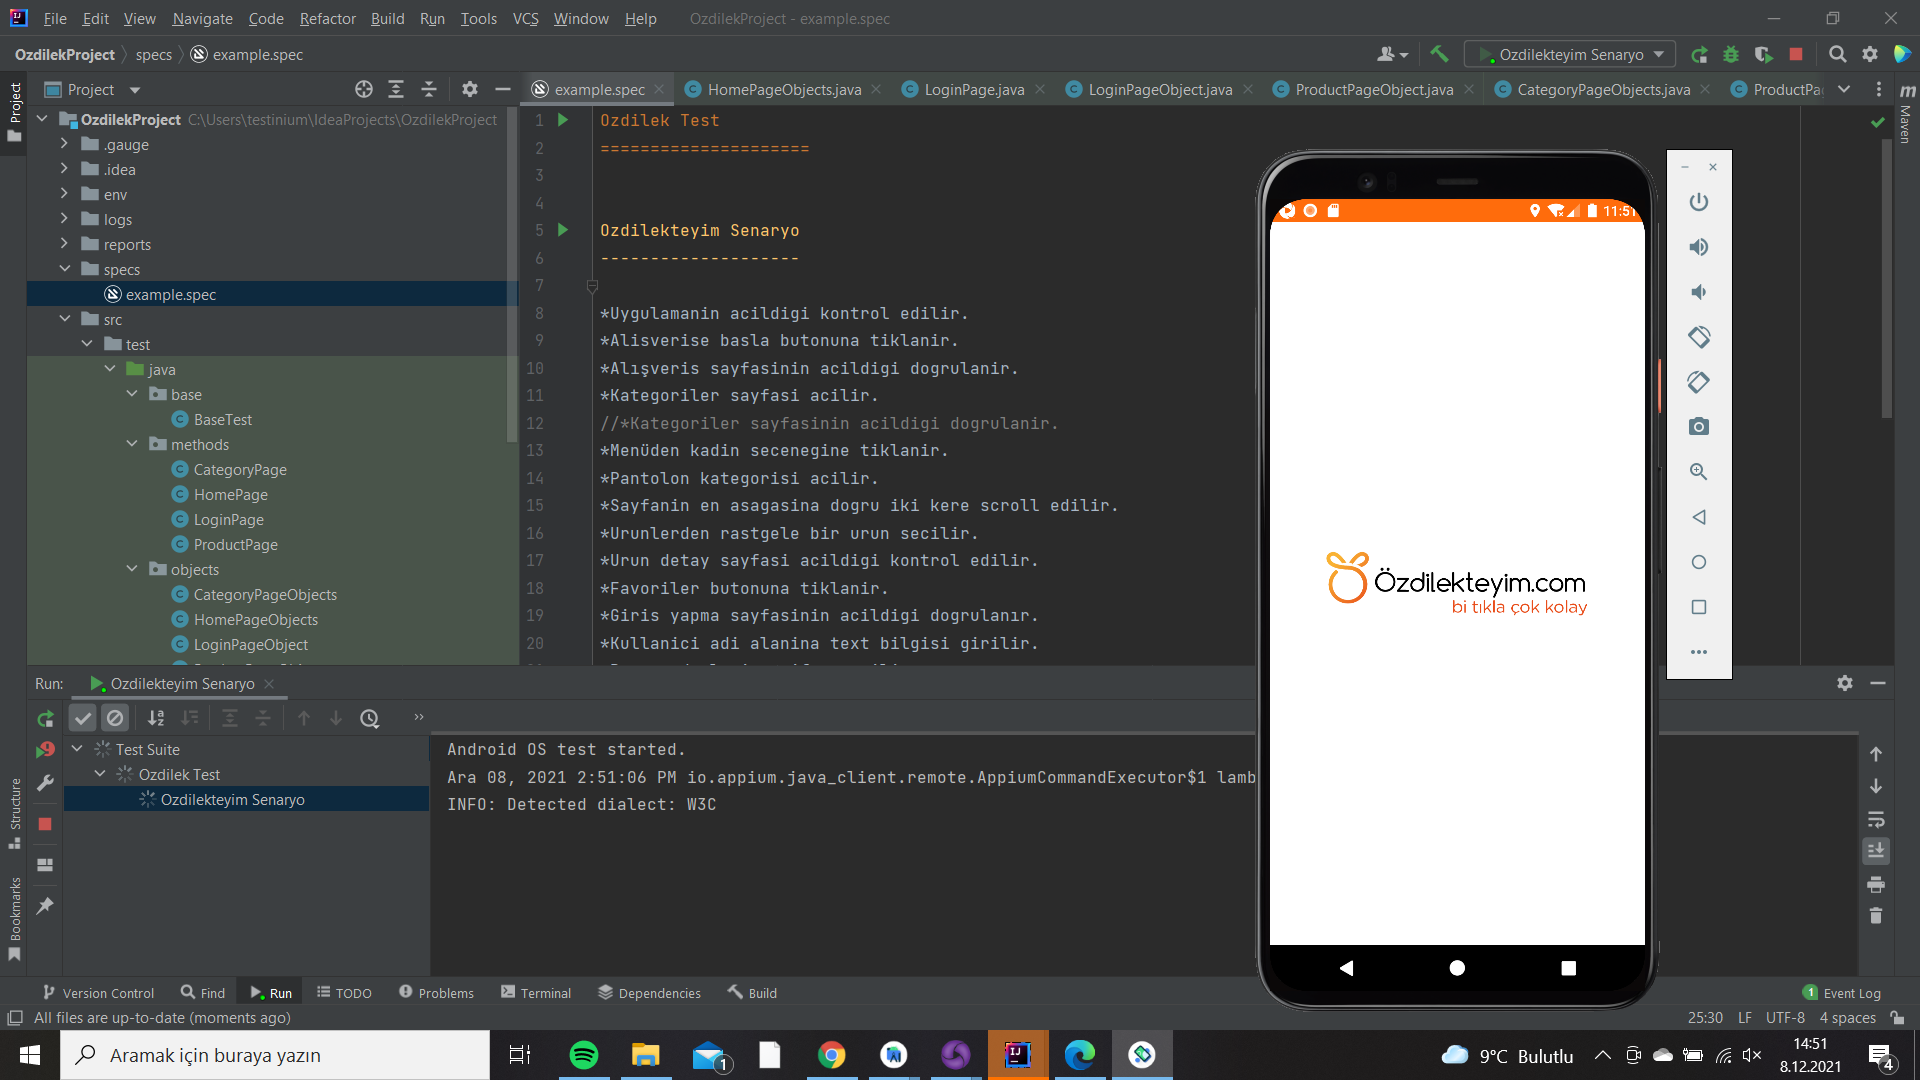 File Edit View Navigate Code Refactor Build Run Tools VCS Window Help OzdilekProject - example.spec
OzdilekProject specs example.spec
Ozdilekteyim Senaryo
Project
example.spec HomePageObjects.java LoginPage.java LoginPageObject.java ProductPageObject.java CategoryPageObjects.java
Maven
Project
OzdilekProject C:\Users\testinium\IdeaProjects\OzdilekProject
.gauge
.idea
env
logs
reports
specs
example.spec
src
test
java
base
BaseTest
methods
CategoryPage
HomePage
LoginPage
ProductPage
objects
CategoryPageObjects
HomePageObjects
LoginPageObject
1 Ozdilek Test
2 =====================
3
4
5 Ozdilekteyim Senaryo
6 --------------------
7
8 *Uygulamanin acildigi kontrol edilir.
9 *Alisverise basla butonuna tiklanir.
10 *Alışveris sayfasinin acildigi dogrulanir.
11 *Kategoriler sayfasi acilir.
12 //*Kategoriler sayfasinin acildigi dogrulanir.
13 *Menüden kadin secenegine tiklanir.
14 *Pantolon kategorisi acilir.
15 *Sayfanin en asagasina dogru iki kere scroll edilir.
16 *Urunlerden rastgele bir urun secilir.
17 *Urun detay sayfasi acildigi kontrol edilir.
18 *Favoriler butonuna tiklanir.
19 *Giris yapma sayfasinin acildigi dogrulanır.
20 *Kullanici adi alanina text bilgisi girilir.
11:51
Özdilekteyim.com
bi tıkla çok kolay
Run: Ozdilekteyim Senaryo
Test Suite
Ozdilek Test
Ozdilekteyim Senaryo
Android OS test started.
Ara 08, 2021 2:51:06 PM io.appium.java_client.remote.AppiumCommandExecutor$1 lamb
INFO: Detected dialect: W3C
Structure
Bookmarks
Version Control Find Run TODO Problems Terminal Dependencies Build 1 Event Log
All files are up-to-date (moments ago) 25:30 LF UTF-8 4 spaces
Aramak için buraya yazın
1
9°C Bulutlu
14:51
8.12.2021
4